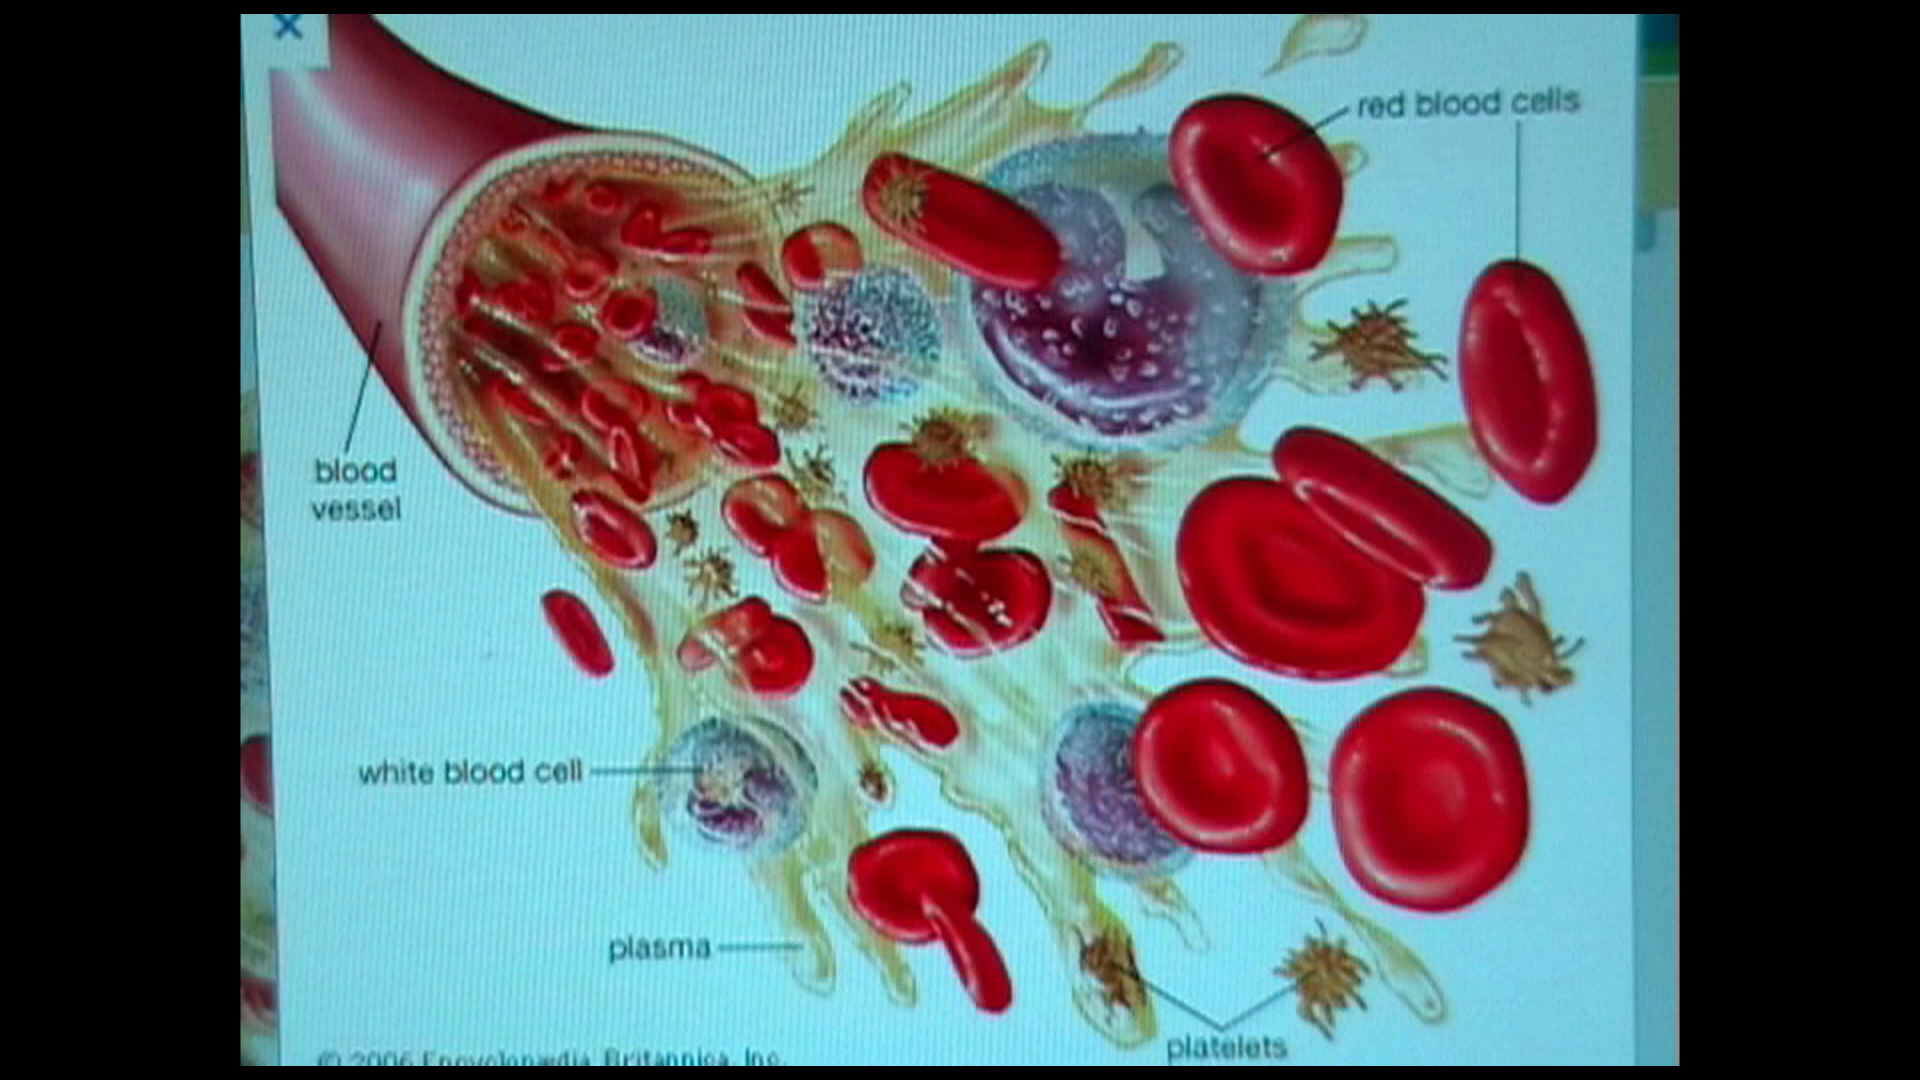 red blood cells
blood
vessel
white blood cell
plasma
platelets
© 2006 Encyclopædia Britannica, Inc.